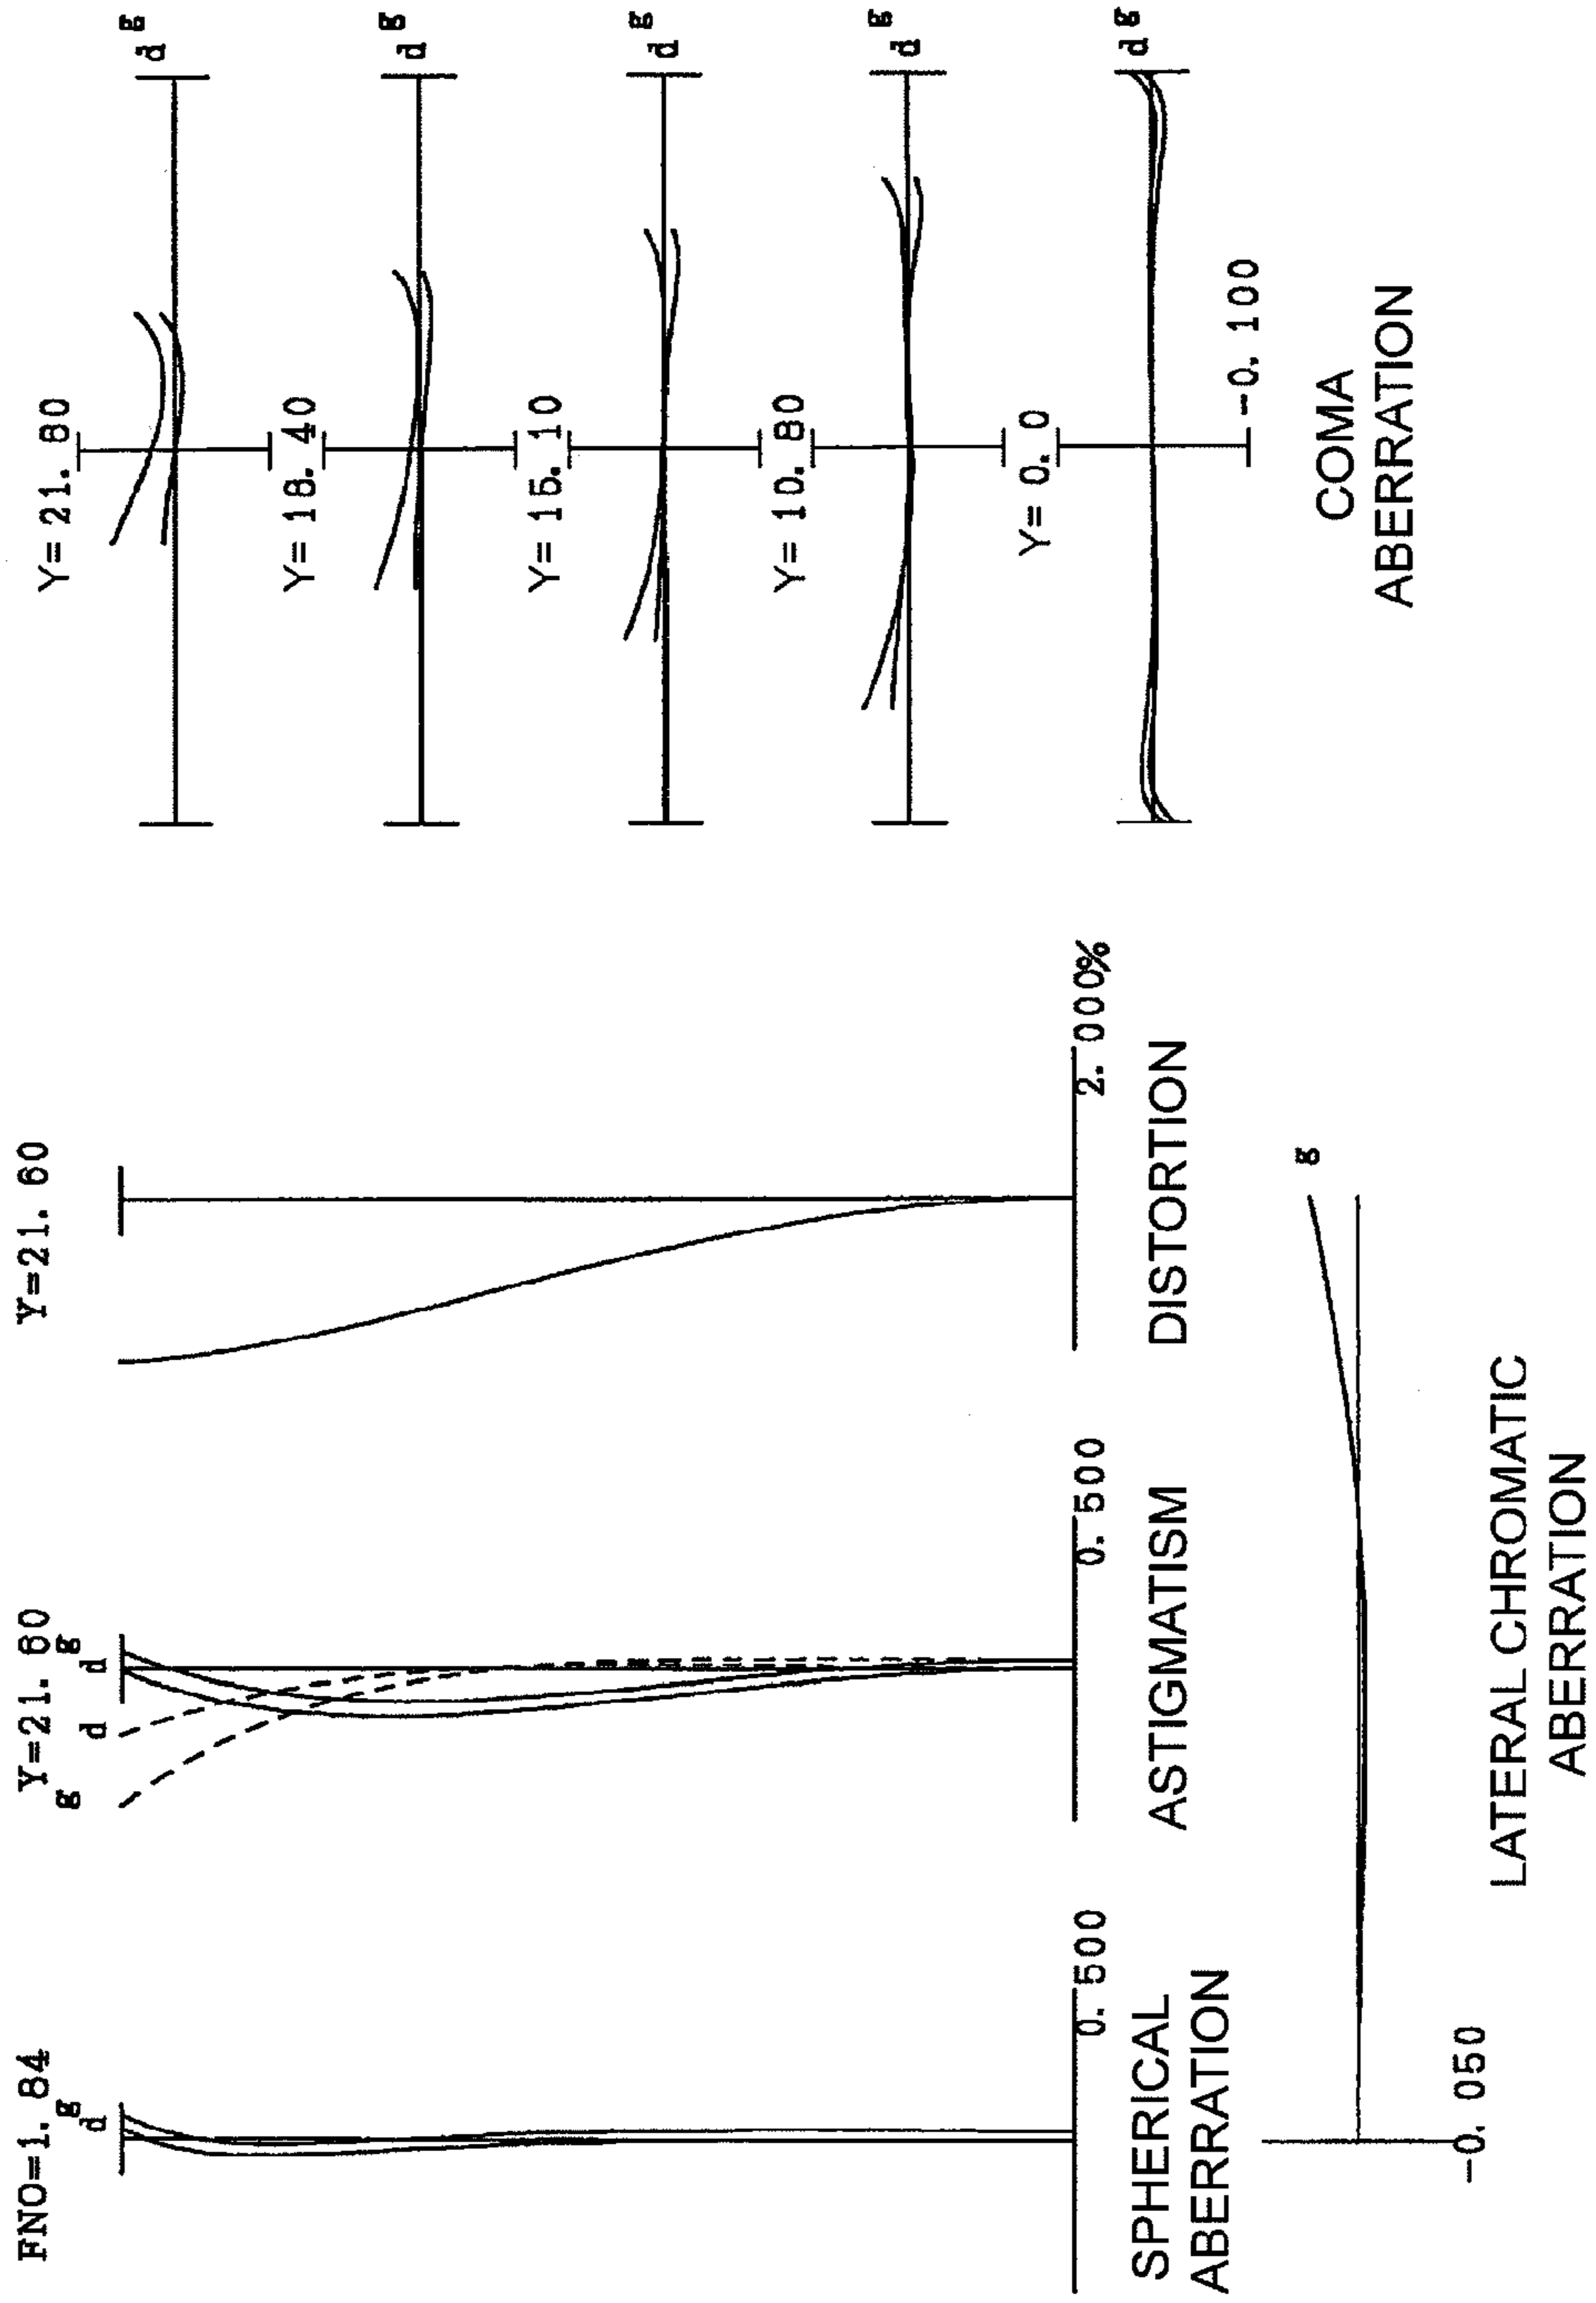 FNO=1. 84
g
d
0. 500
SPHERICAL
ABERRATION
Y=21. 60
g
d
d
g
0. 500
ASTIGMATISM
Y=21. 60
2. 000%
DISTORTION
g
-0. 050
LATERAL CHROMATIC
ABERRATION
Y= 21. 80
g
d
Y= 18. 40
g
d
Y= 15. 10
g
d
Y= 10. 80
g
d
Y= 0. 0
g
d
-0. 100
COMA
ABERRATION